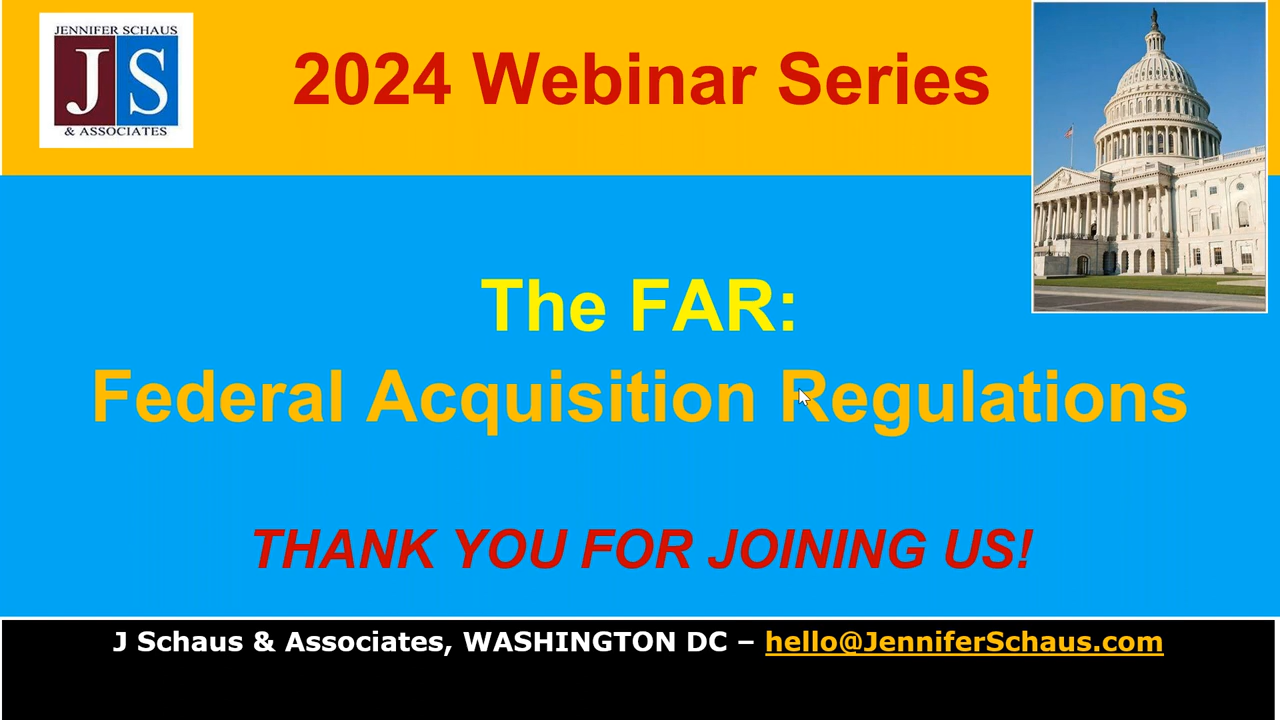 JENNIFER SCHAUS
JS
& ASSOCIATES
2024 Webinar Series
The FAR:
Federal Acquisition Regulations
THANK YOU FOR JOINING US!
J Schaus & Associates, WASHINGTON DC – hello@JenniferSchaus.com